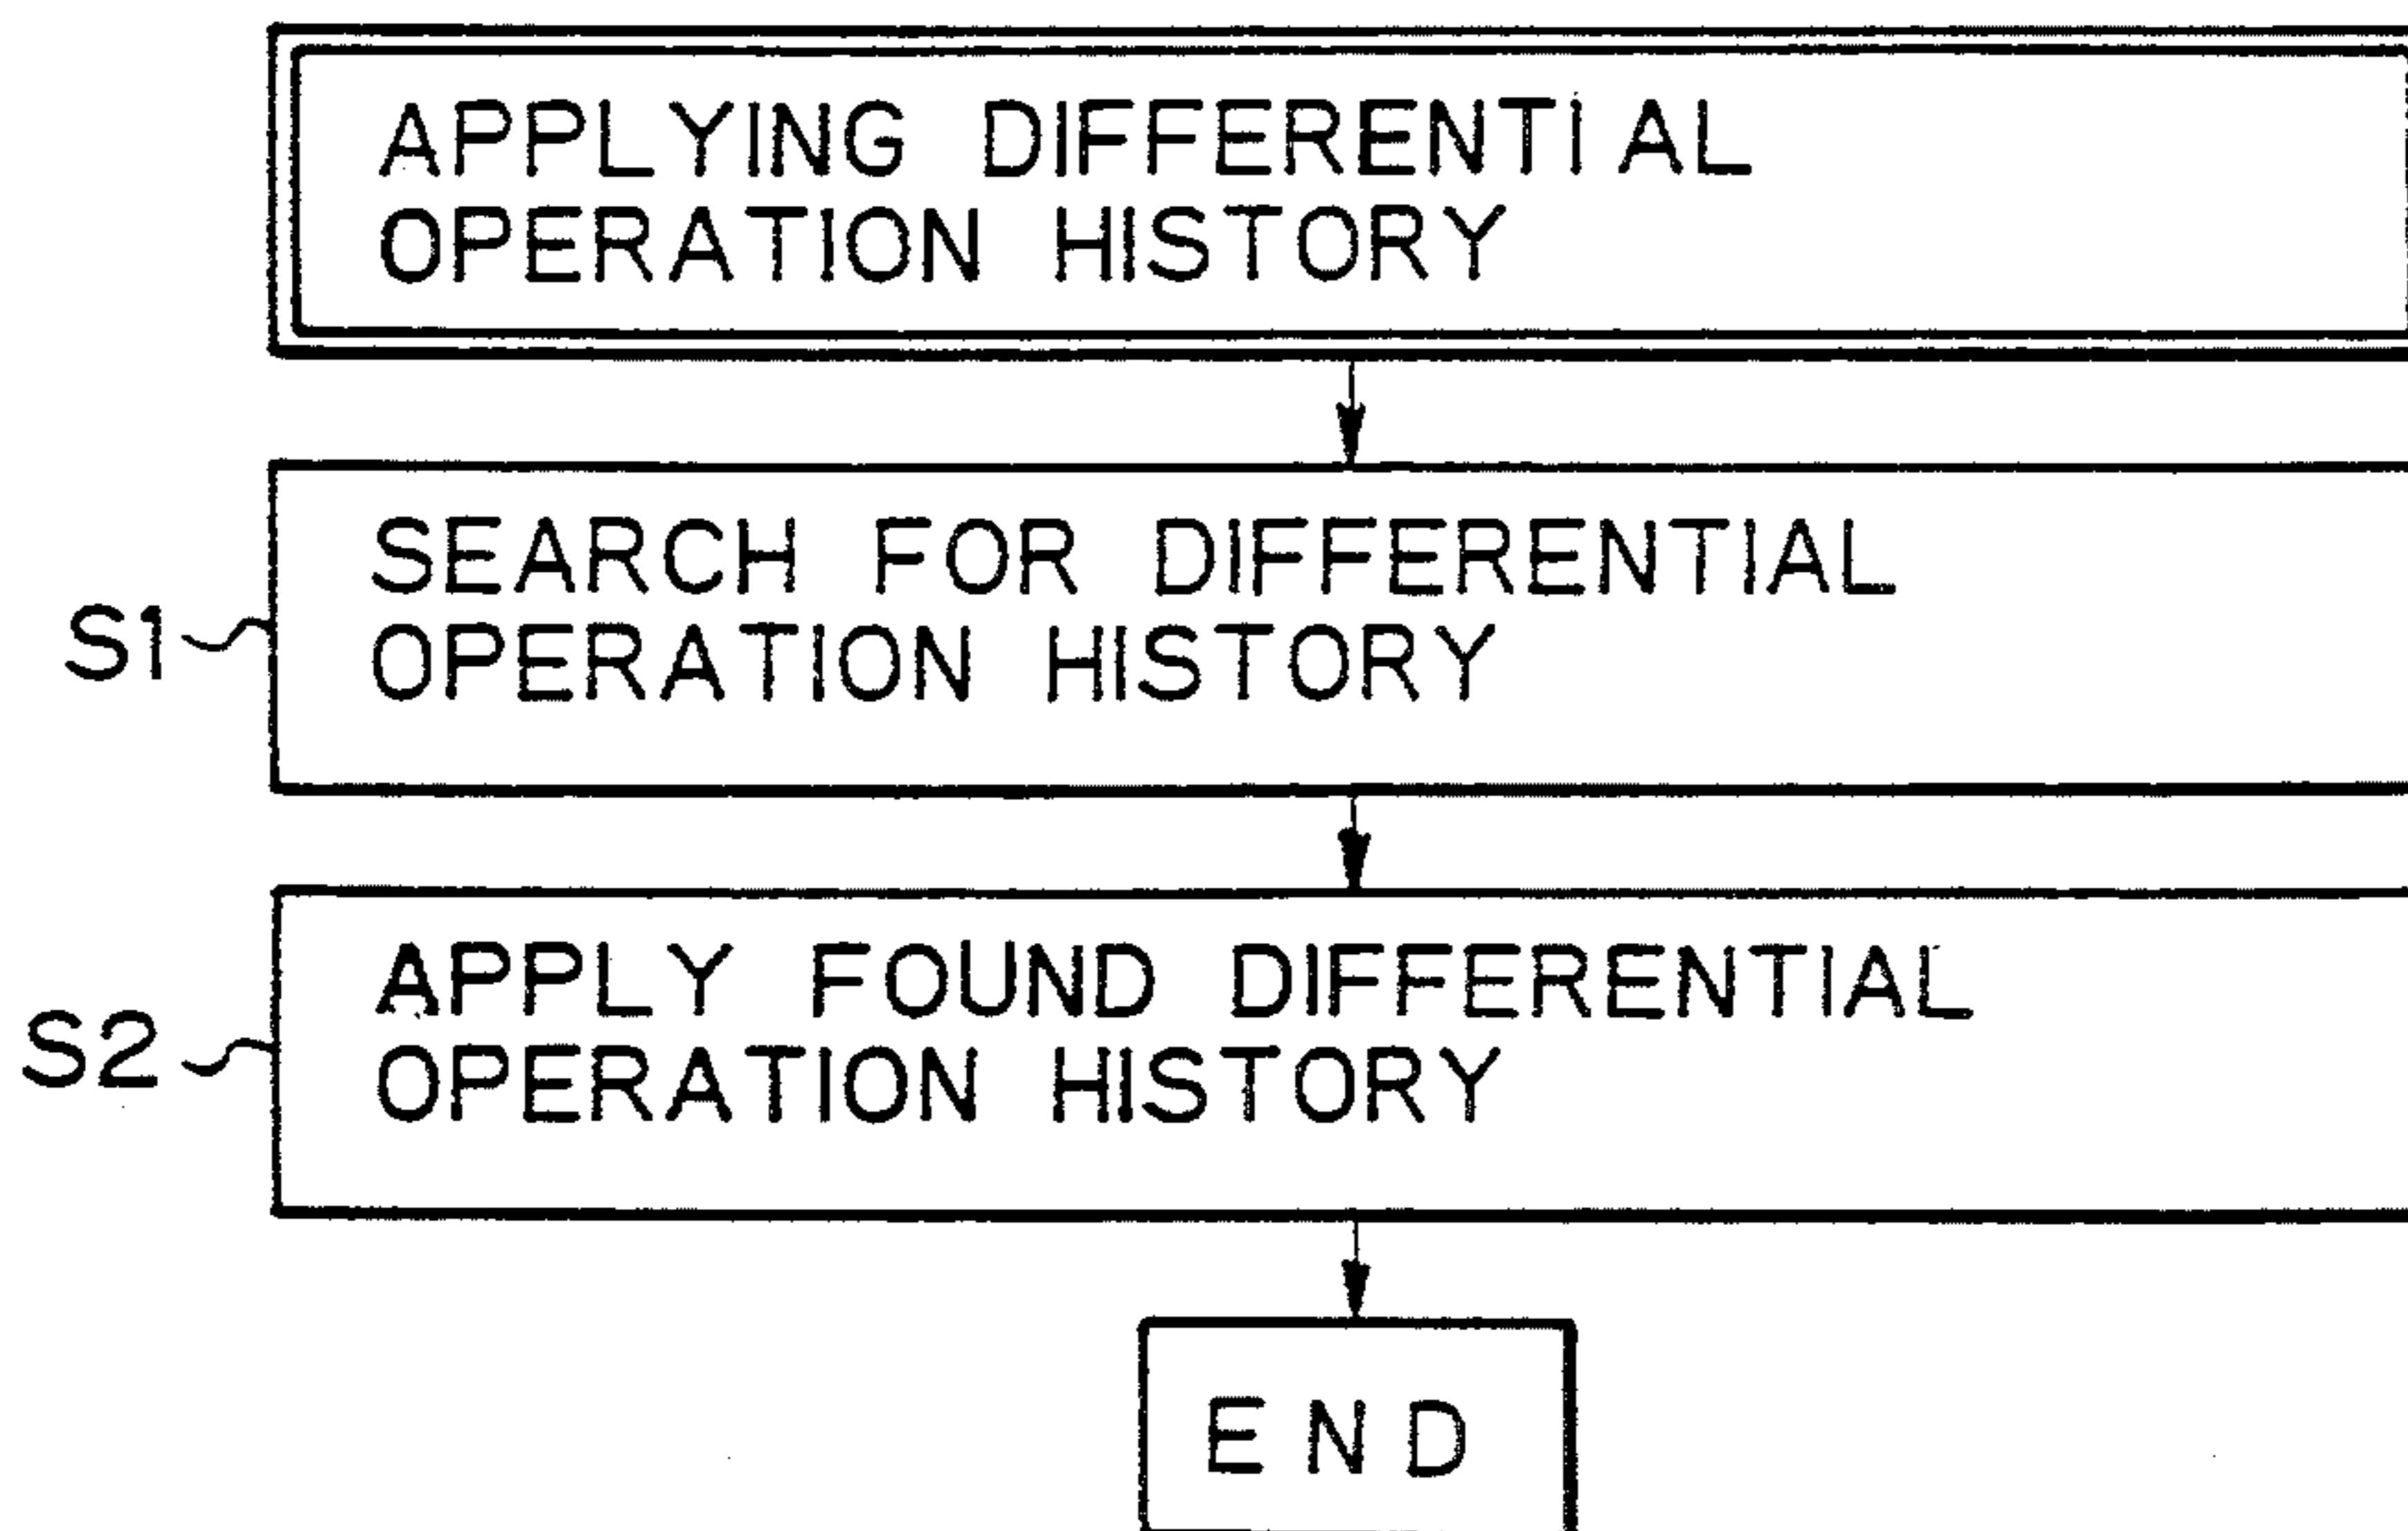 APPLYING DIFFERENTIAL
OPERATION HISTORY
S1
SEARCH FOR DIFFERENTIAL
OPERATION HISTORY
S2
APPLY FOUND DIFFERENTIAL
OPERATION HISTORY
END